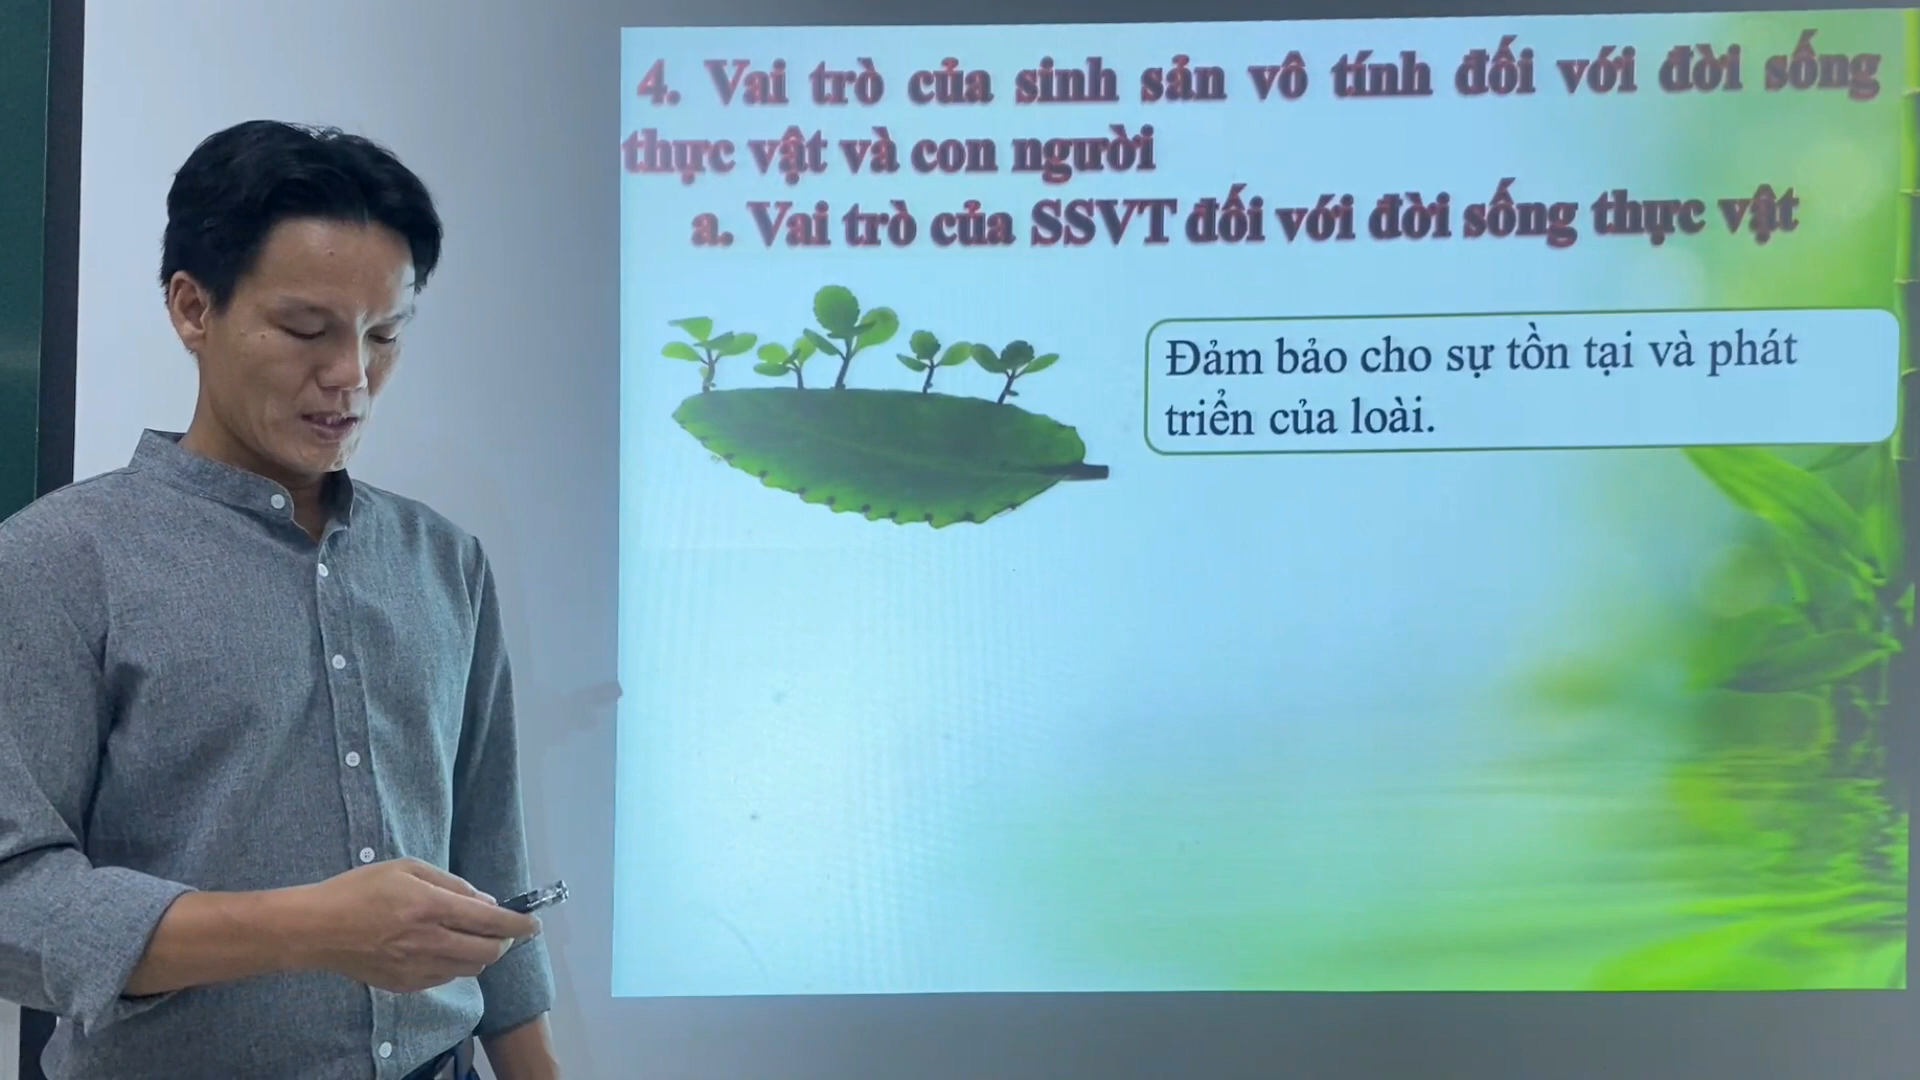 4. Vai trò của sinh sản vô tính đối với đời sống
thực vật và con người
a. Vai trò của SSVT đối với đời sống thực vật
Đảm bảo cho sự tồn tại và phát
triển của loài.